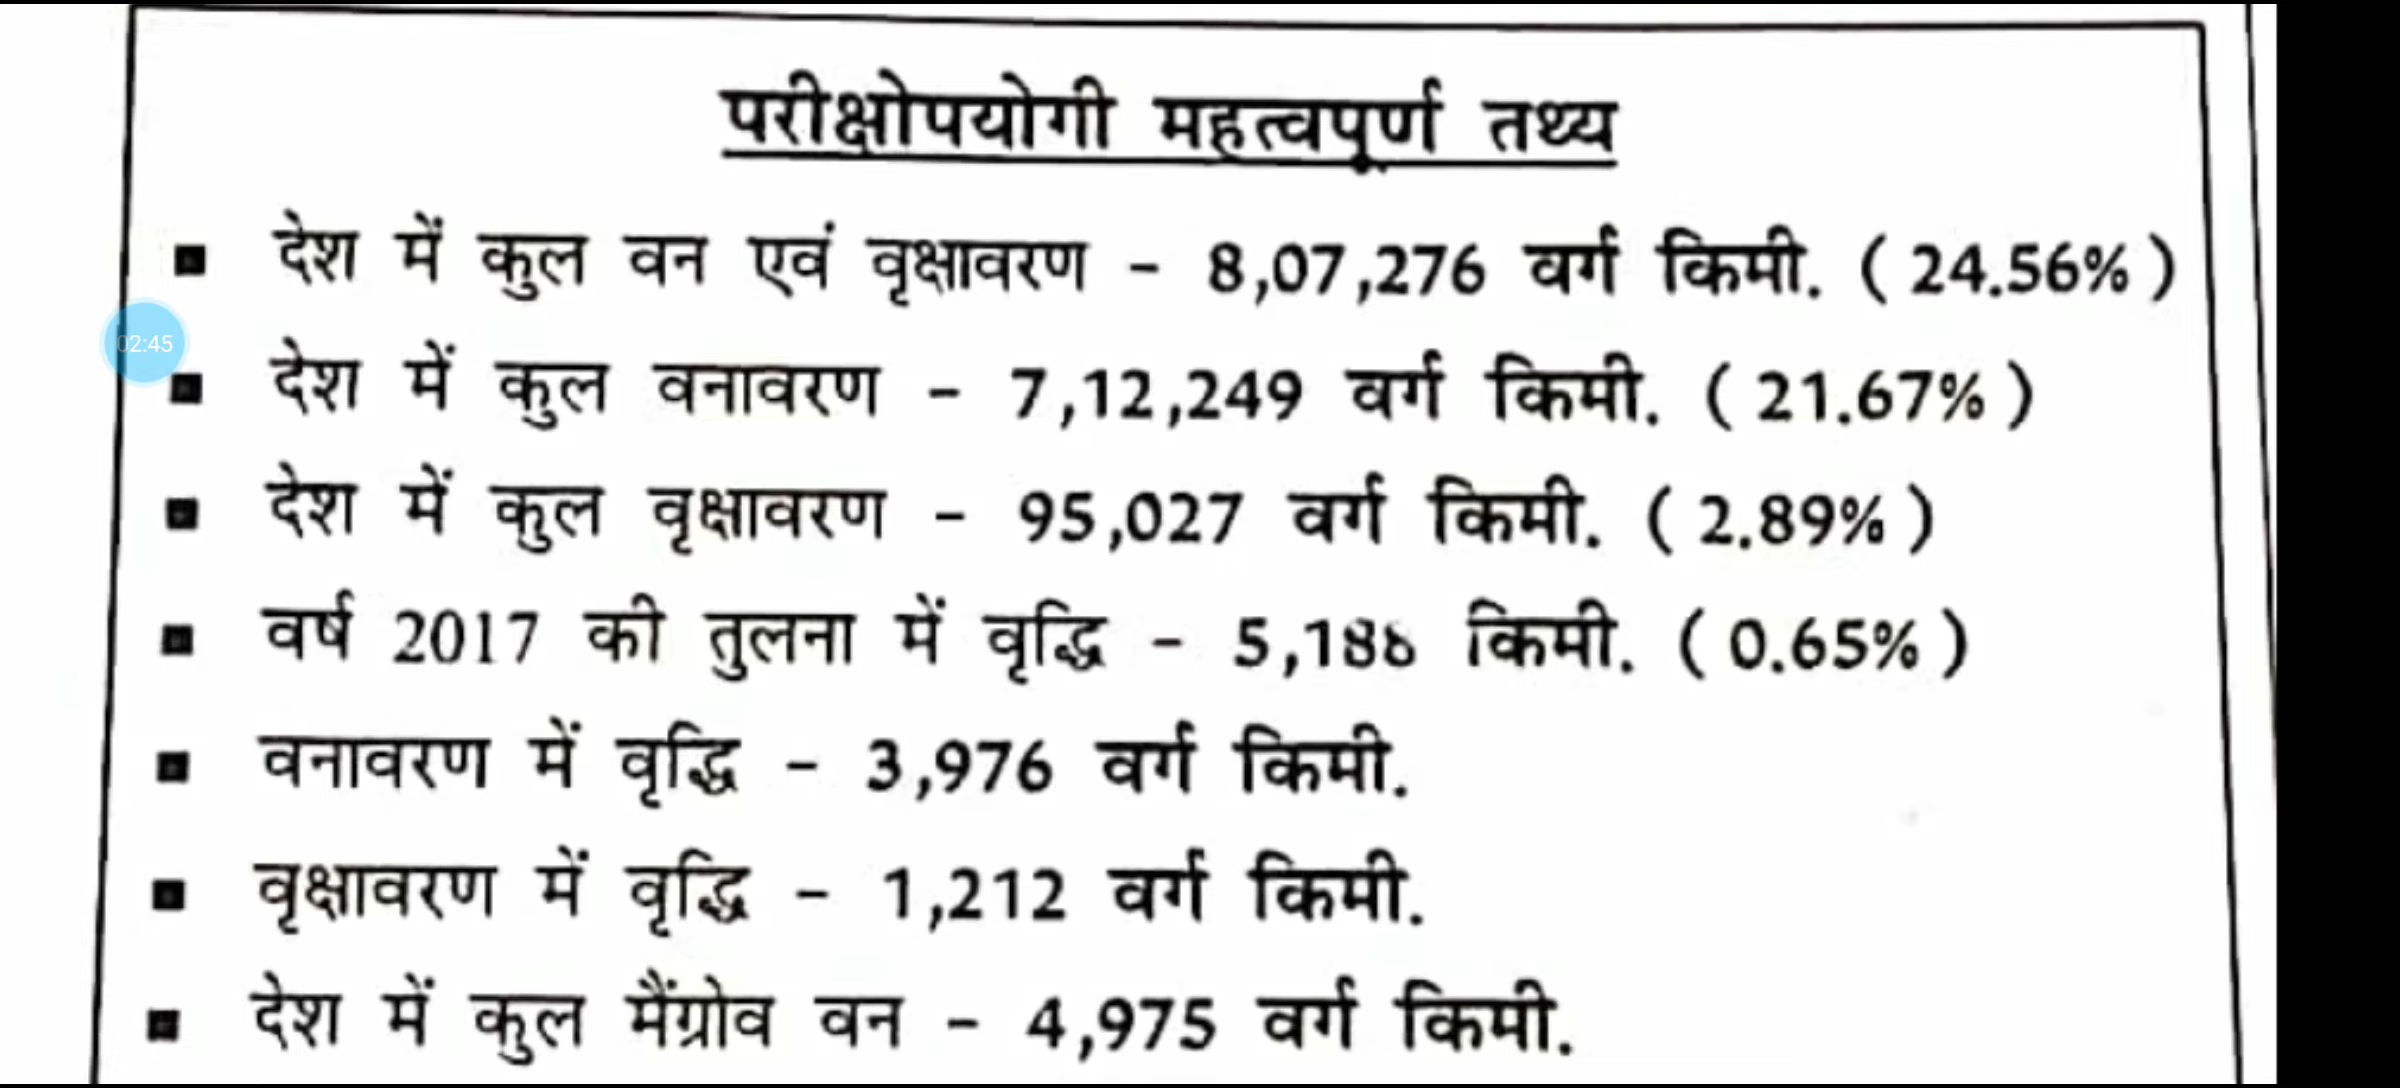 परीक्षोपयोगी महत्वपूर्ण तथ्य
▪ देश में कुल वन एवं वृक्षावरण - 8,07,276 वर्ग किमी. ( 24.56% )
02:45
▪ देश में कुल वनावरण - 7,12,249 वर्ग किमी. ( 21.67% )
▪ देश में कुल वृक्षावरण - 95,027 वर्ग किमी. ( 2.89% )
▪ वर्ष 2017 की तुलना में वृद्धि - 5,188 किमी. ( 0.65% )
▪ वनावरण में वृद्धि - 3,976 वर्ग किमी.
▪ वृक्षावरण में वृद्धि - 1,212 वर्ग किमी.
▪ देश में कुल मैंग्रोव वन - 4,975 वर्ग किमी.